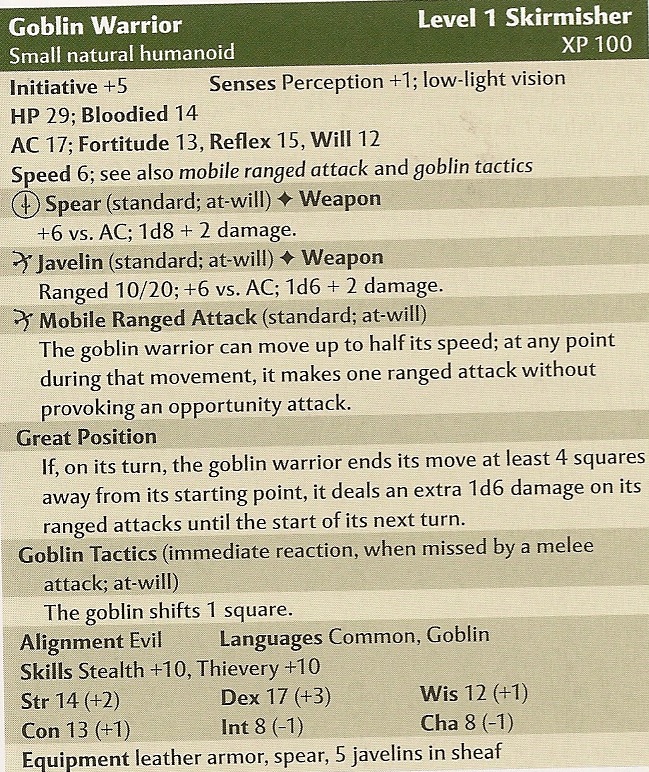 Goblin Warrior Level 1 Skirmisher
Small natural humanoid XP 100
Initiative +5 Senses Perception +1; low-light vision
HP 29; Bloodied 14
AC 17; Fortitude 13, Reflex 15, Will 12
Speed 6; see also mobile ranged attack and goblin tactics
Spear (standard; at-will) ✦ Weapon
+6 vs. AC; 1d8 + 2 damage.
Javelin (standard; at-will) ✦ Weapon
Ranged 10/20; +6 vs. AC; 1d6 + 2 damage.
Mobile Ranged Attack (standard; at-will)
The goblin warrior can move up to half its speed; at any point
during that movement, it makes one ranged attack without
provoking an opportunity attack.
Great Position
If, on its turn, the goblin warrior ends its move at least 4 squares
away from its starting point, it deals an extra 1d6 damage on its
ranged attacks until the start of its next turn.
Goblin Tactics (immediate reaction, when missed by a melee
attack; at-will)
The goblin shifts 1 square.
Alignment Evil Languages Common, Goblin
Skills Stealth +10, Thievery +10
Str 14 (+2) Dex 17 (+3) Wis 12 (+1)
Con 13 (+1) Int 8 (-1) Cha 8 (-1)
Equipment leather armor, spear, 5 javelins in sheaf